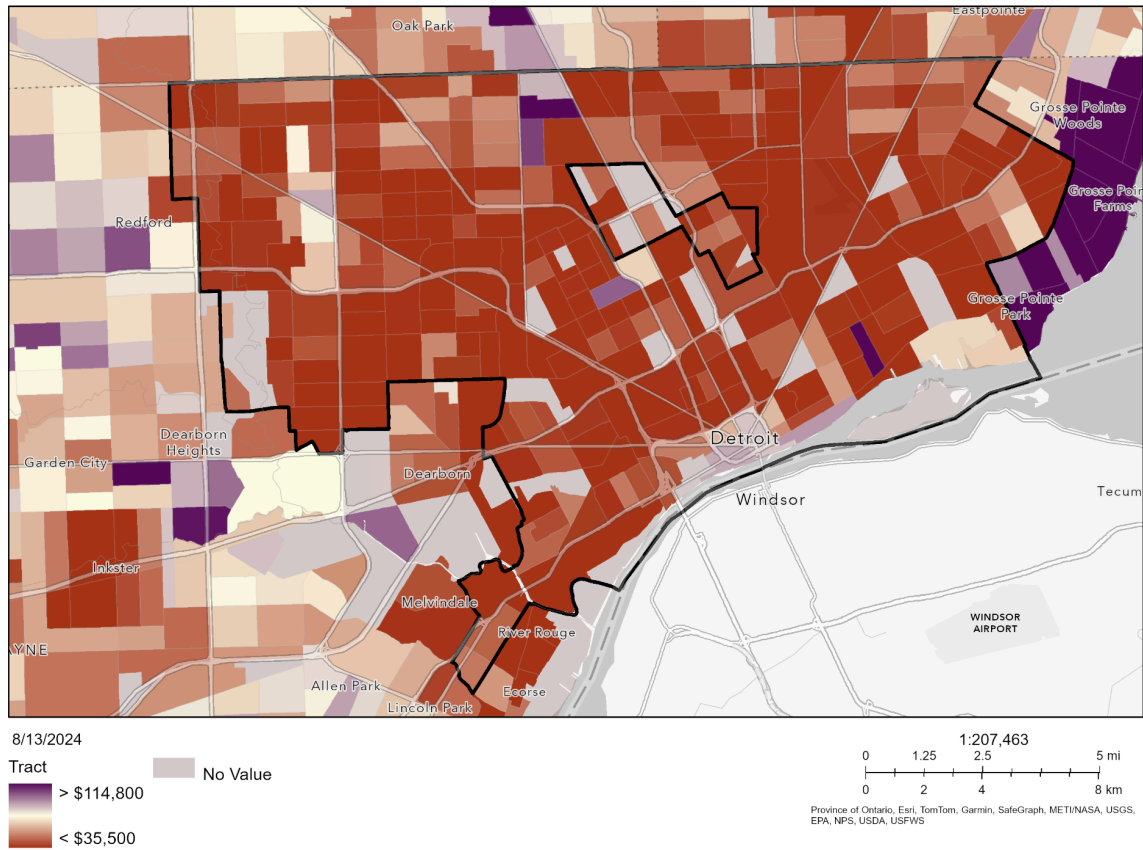 Oak Park
Eastpointe
Grosse Pointe
Woods
Redford
Grosse Poin
Farms
Grosse Pointe
Park
Dearborn
Heights
Detroit
Garden City
Dearborn
Windsor
Tecum
Inkster
Melvindale
WINDSOR
AIRPORT
River Rouge
AYNE
Allen Park
Ecorse
Lincoln Park
8/13/2024
Tract
No Value
> $114,800
< $35,500
1:207,463
0 1.25 2.5 5 mi
0 2 4 8 km
Province of Ontario, Esri, TomTom, Garmin, SafeGraph, METI/NASA, USGS,
EPA, NPS, USDA, USFWS